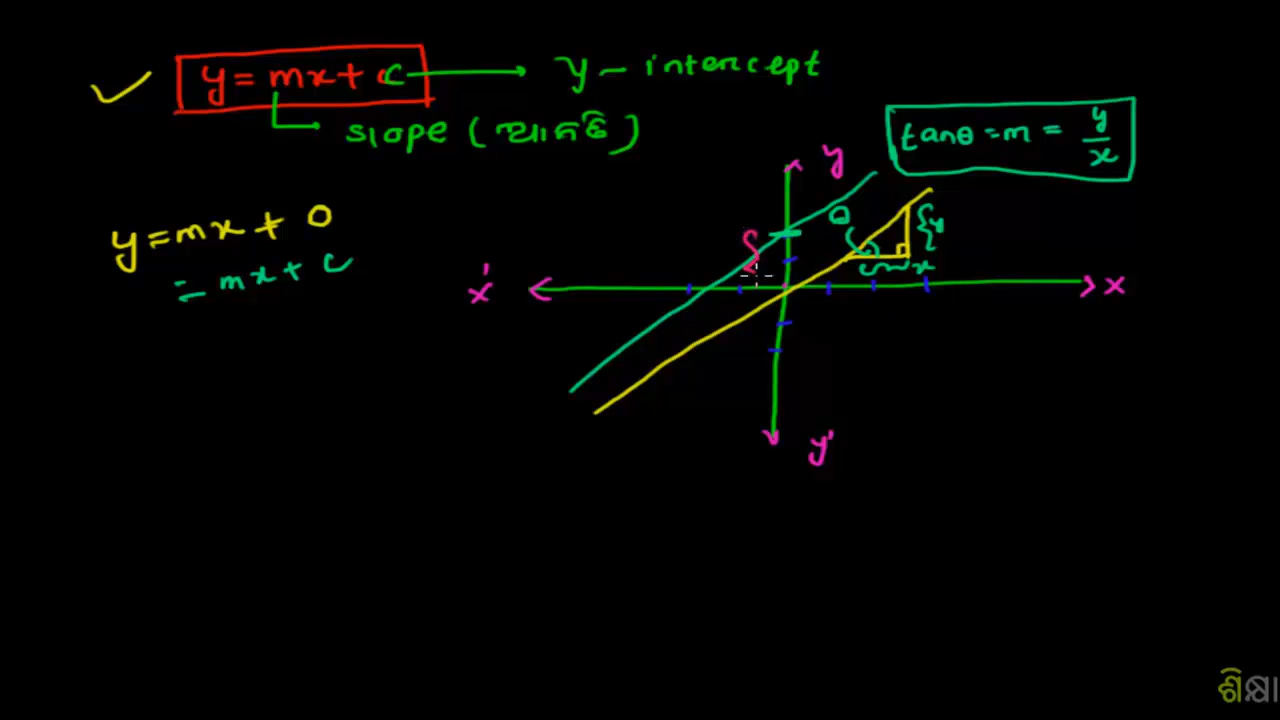 y = mx + c → y - intercept
slope (ଆନତି)
tanθ = m = y/x
y
y = mx + 0
= mx + c
θ
y
x
x'
x
y'
ଶିକ୍ଷା